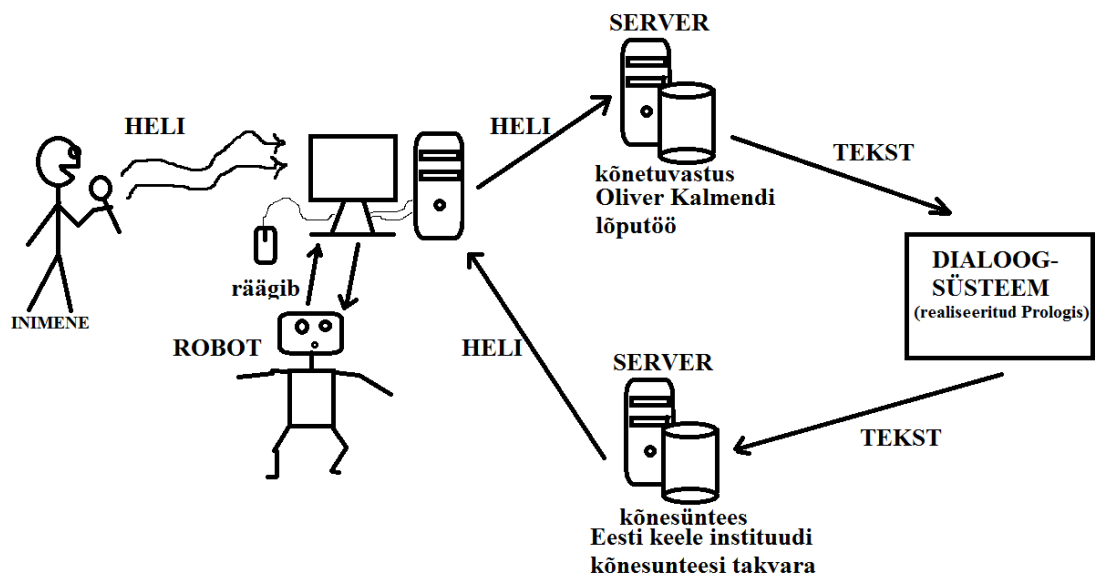 SERVER
HELI
HELI
TEKST
kõnetuvastus
Oliver Kalmendi
lõputöö
DIALOOG-
SÜSTEEM
(realiseeritud Prologis)
räägib
INIMENE
ROBOT
HELI
SERVER
TEKST
kõnesüntees
Eesti keele instituudi
kõnesunteesi takvara